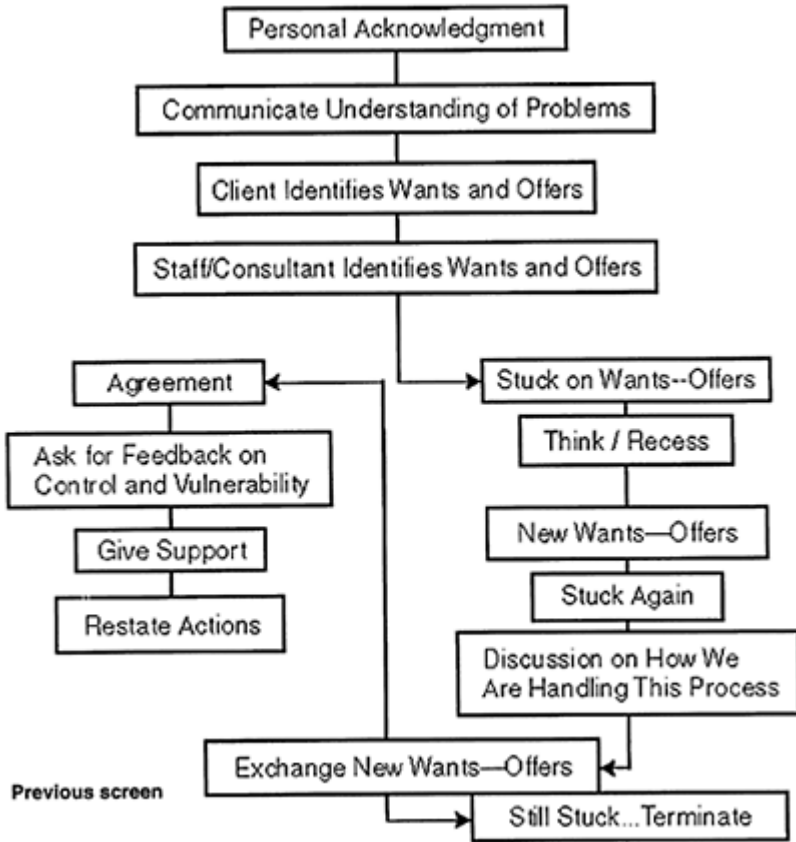 Personal Acknowledgment
Communicate Understanding of Problems
Client Identifies Wants and Offers
Staff/Consultant Identifies Wants and Offers
Agreement
Ask for Feedback on
Control and Vulnerability
Give Support
Restate Actions
Stuck on Wants--Offers
Think / Recess
New Wants—Offers
Stuck Again
Discussion on How We
Are Handling This Process
Exchange New Wants—Offers
Still Stuck...Terminate
Previous screen